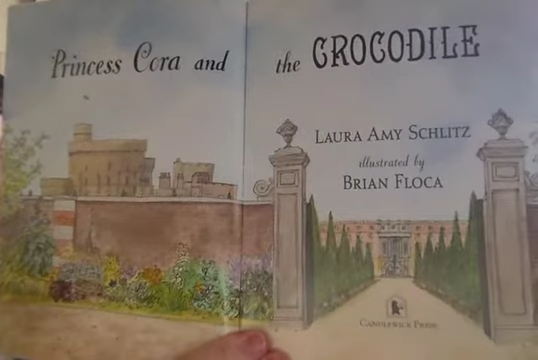 Princess Cora and the CROCODILE
LAURA AMY SCHLITZ
illustrated by
BRIAN FLOCA
CANDLEWICK PRESS